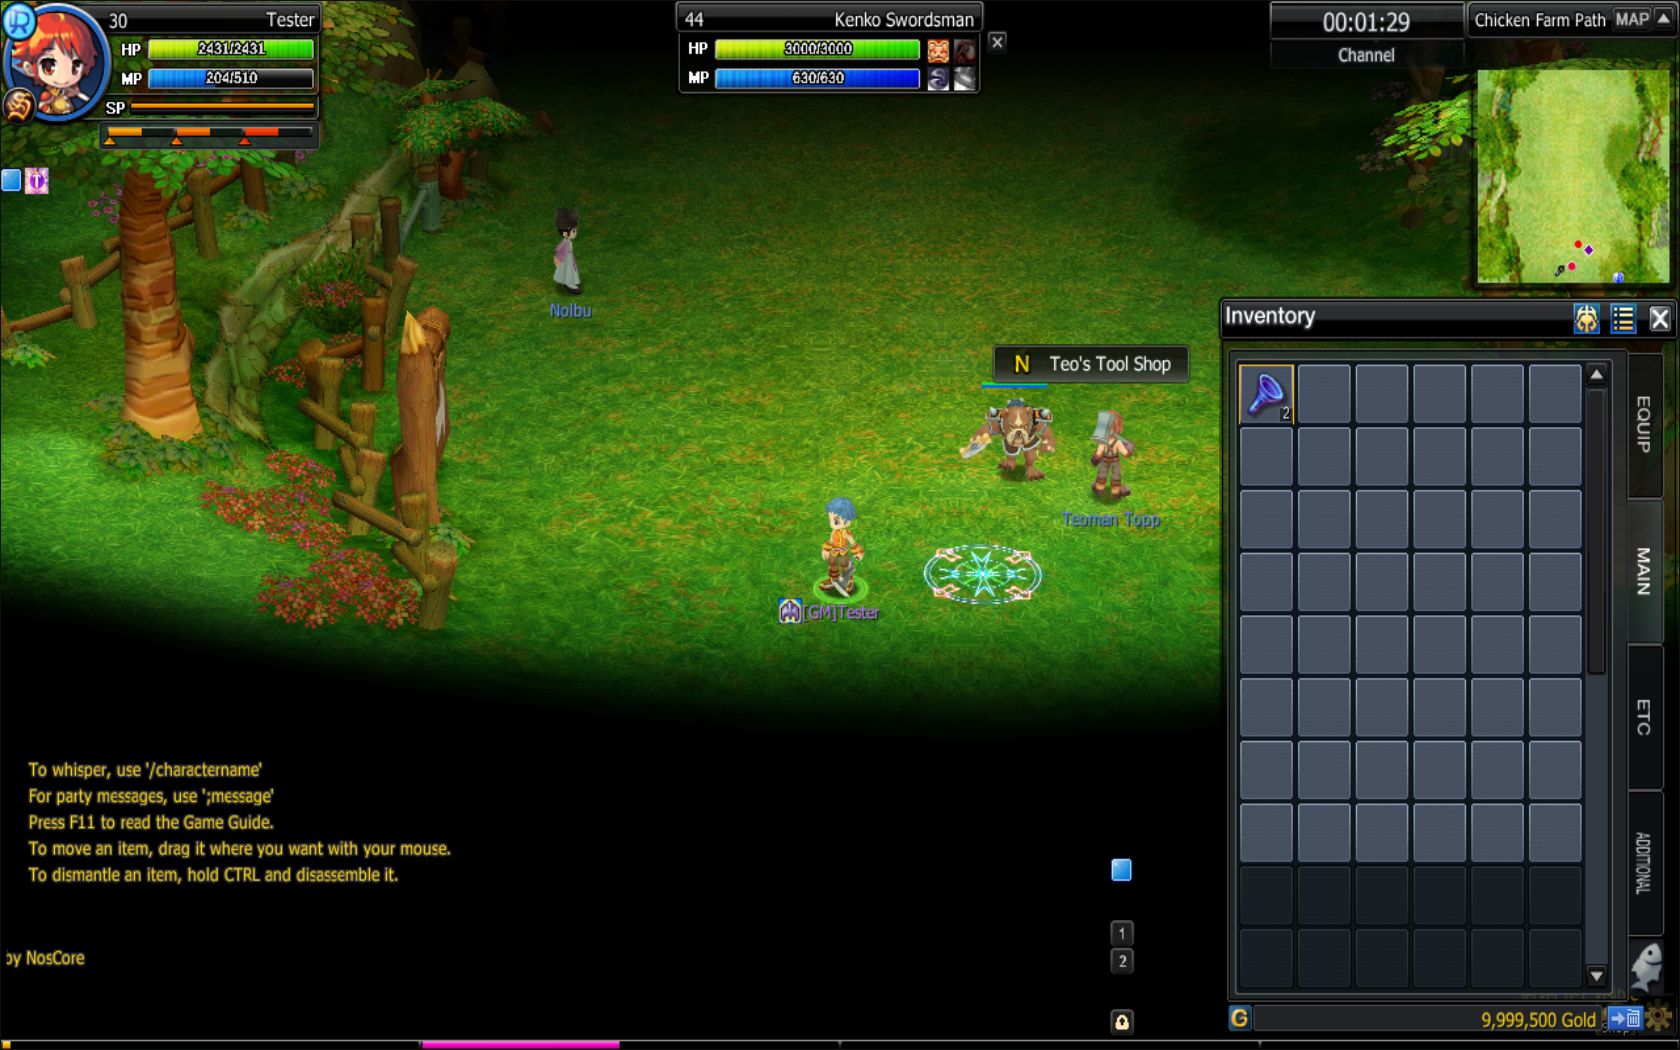 30 Tester
HP 2431/2431
MP 204/510
SP
44 Kenko Swordsman
HP 3000/3000
MP 630/630
00:01:29
Channel
Chicken Farm Path MAP
T
Nolbu
N Teo's Tool Shop
Teoman Topp
[GM]Tester
Inventory
2
EQUIP
MAIN
ETC
ADDITIONAL
To whisper, use '/charactername'
For party messages, use ';message'
Press F11 to read the Game Guide.
To move an item, drag it where you want with your mouse.
To dismantle an item, hold CTRL and disassemble it.
by NosCore
1
2
G 9,999,500 Gold